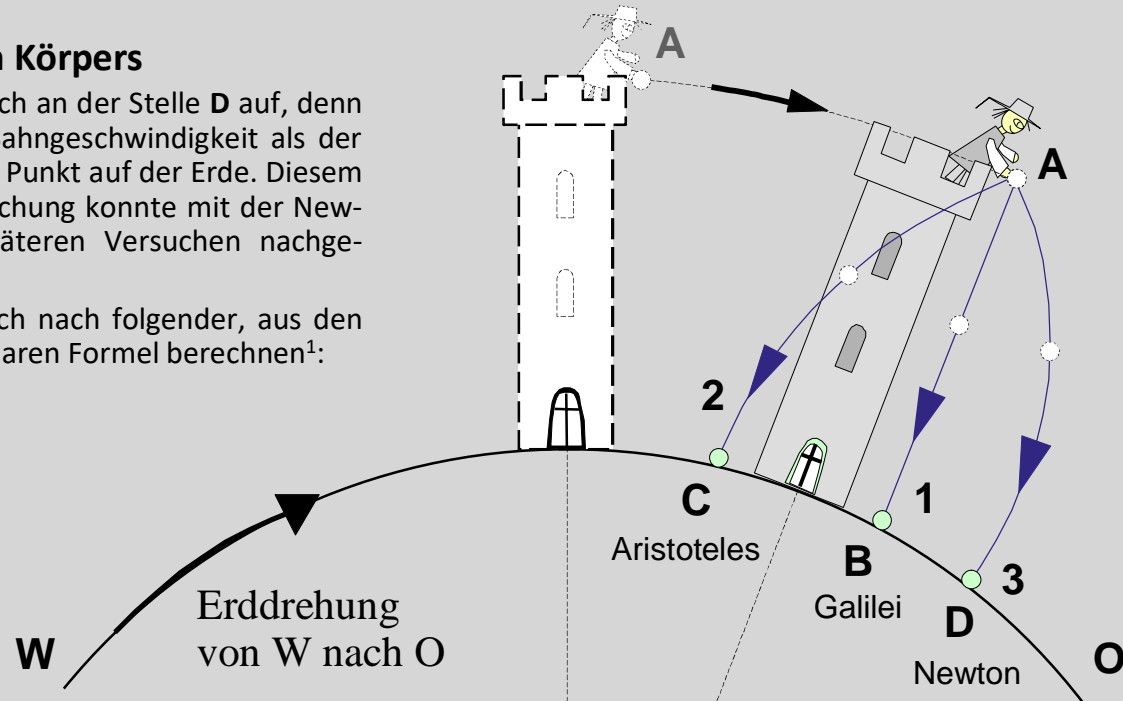 n Körpers
ch an der Stelle D auf, denn
Bahngeschwindigkeit als der
Punkt auf der Erde. Diesem
chung konnte mit der New-
äteren Versuchen nachge-
ch nach folgender, aus den
aren Formel berechnen¹:
A
A
2
C
Aristoteles
1
B
Galilei
3
D
Newton
Erddrehung
von W nach O
W
O